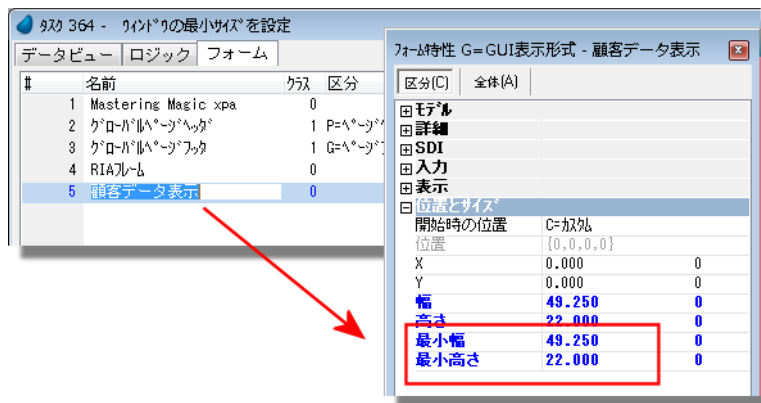 タスク 364 - ウィンドウの最小サイズを設定
データビュー ロジック フォーム
# 名前 クラス 区分
1 Mastering Magic xpa 0
2 グローバルページヘッダ 1 P=ページヘ
3 グローバルページフッタ 1 G=ページフ
4 RIAフレーム 0
5 顧客データ表示 0
フォーム特性 G=GUI表示形式 - 顧客データ表示
区分(C) 全体(A)
モデル
詳細
SDI
入力
表示
位置とサイズ
開始時の位置 C=カスタム
位置 {0,0,0,0}
X 0.000 0
Y 0.000 0
幅 49.250 0
高さ 22.000 0
最小幅 49.250 0
最小高さ 22.000 0